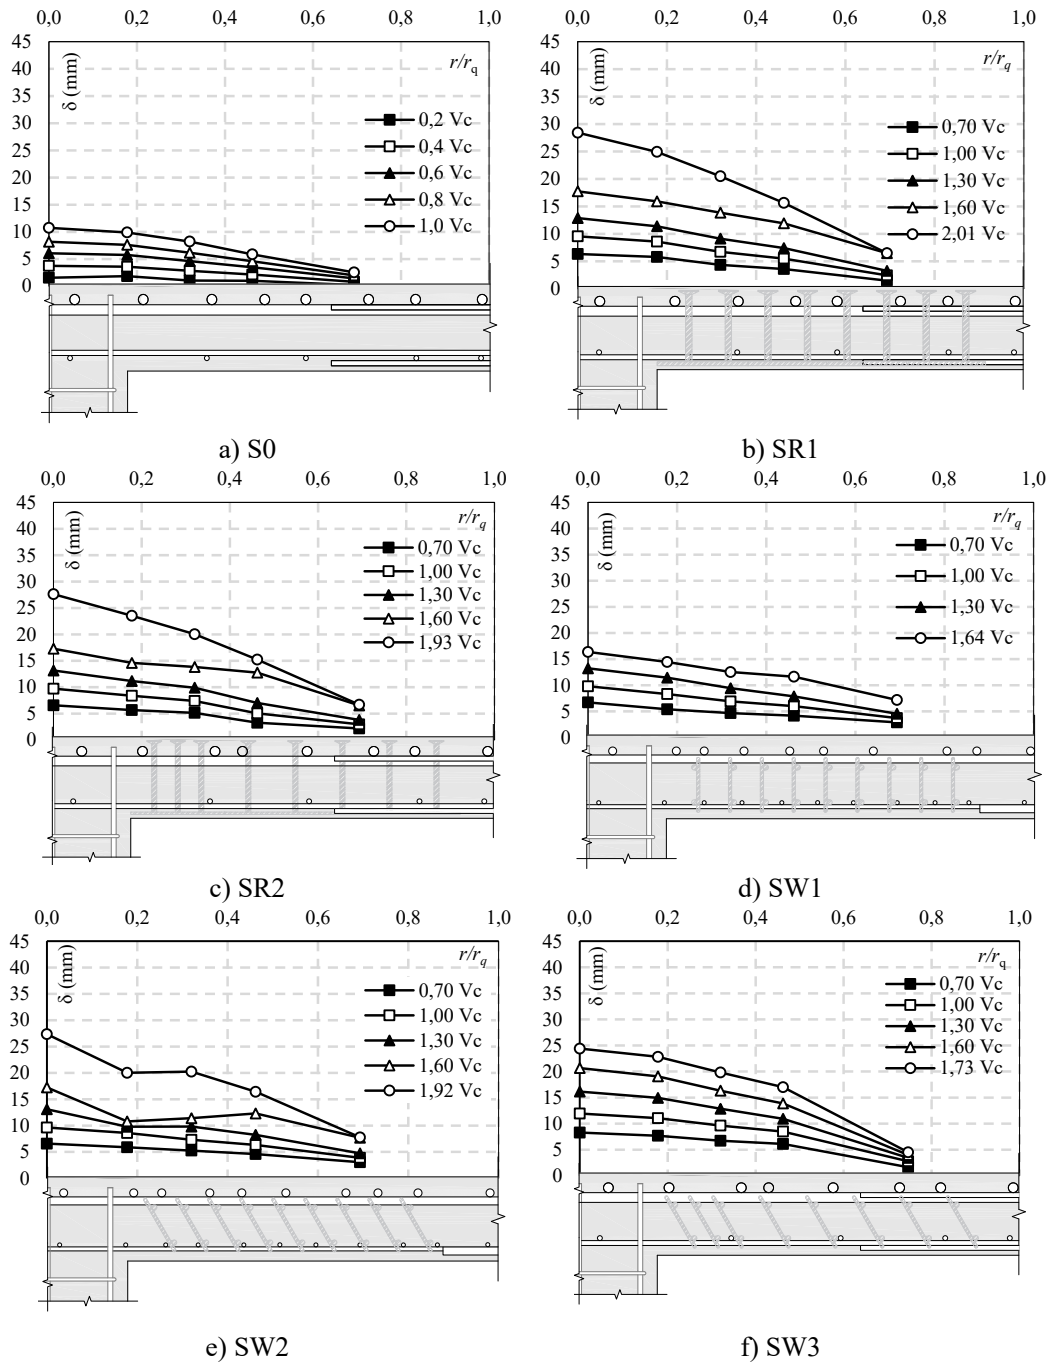 0,0 0,2 0,4 0,6 0,8 1,0
45
40
35
30
25
20
15
10
5
0
δ (mm)
r/rq
0,2 Vc
0,4 Vc
0,6 Vc
0,8 Vc
1,0 Vc
a) S0
0,0 0,2 0,4 0,6 0,8 1,0
45
40
35
30
25
20
15
10
5
0
δ (mm)
r/rq
0,70 Vc
1,00 Vc
1,30 Vc
1,60 Vc
2,01 Vc
b) SR1
0,0 0,2 0,4 0,6 0,8 1,0
45
40
35
30
25
20
15
10
5
0
δ (mm)
r/rq
0,70 Vc
1,00 Vc
1,30 Vc
1,60 Vc
1,93 Vc
c) SR2
0,0 0,2 0,4 0,6 0,8 1,0
45
40
35
30
25
20
15
10
5
0
δ (mm)
r/rq
0,70 Vc
1,00 Vc
1,30 Vc
1,64 Vc
d) SW1
0,0 0,2 0,4 0,6 0,8 1,0
45
40
35
30
25
20
15
10
5
0
δ (mm)
r/rq
0,70 Vc
1,00 Vc
1,30 Vc
1,60 Vc
1,92 Vc
e) SW2
0,0 0,2 0,4 0,6 0,8 1,0
45
40
35
30
25
20
15
10
5
0
δ (mm)
r/rq
0,70 Vc
1,00 Vc
1,30 Vc
1,60 Vc
1,73 Vc
f) SW3